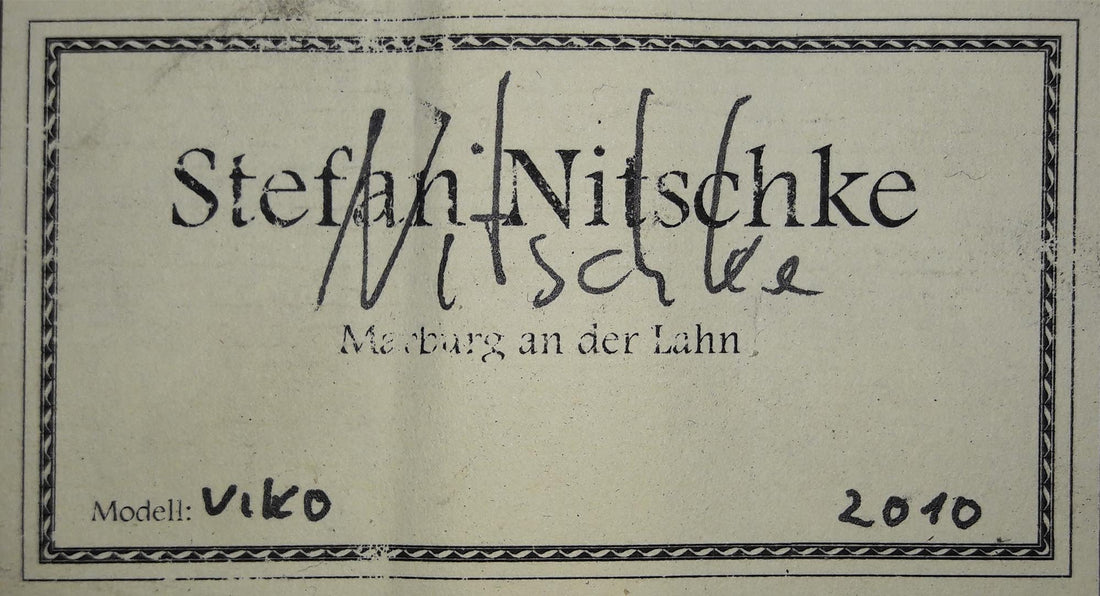 Stefan Nitschke
Nitschke
Marburg an der Lahn
Modell: Viko
2010